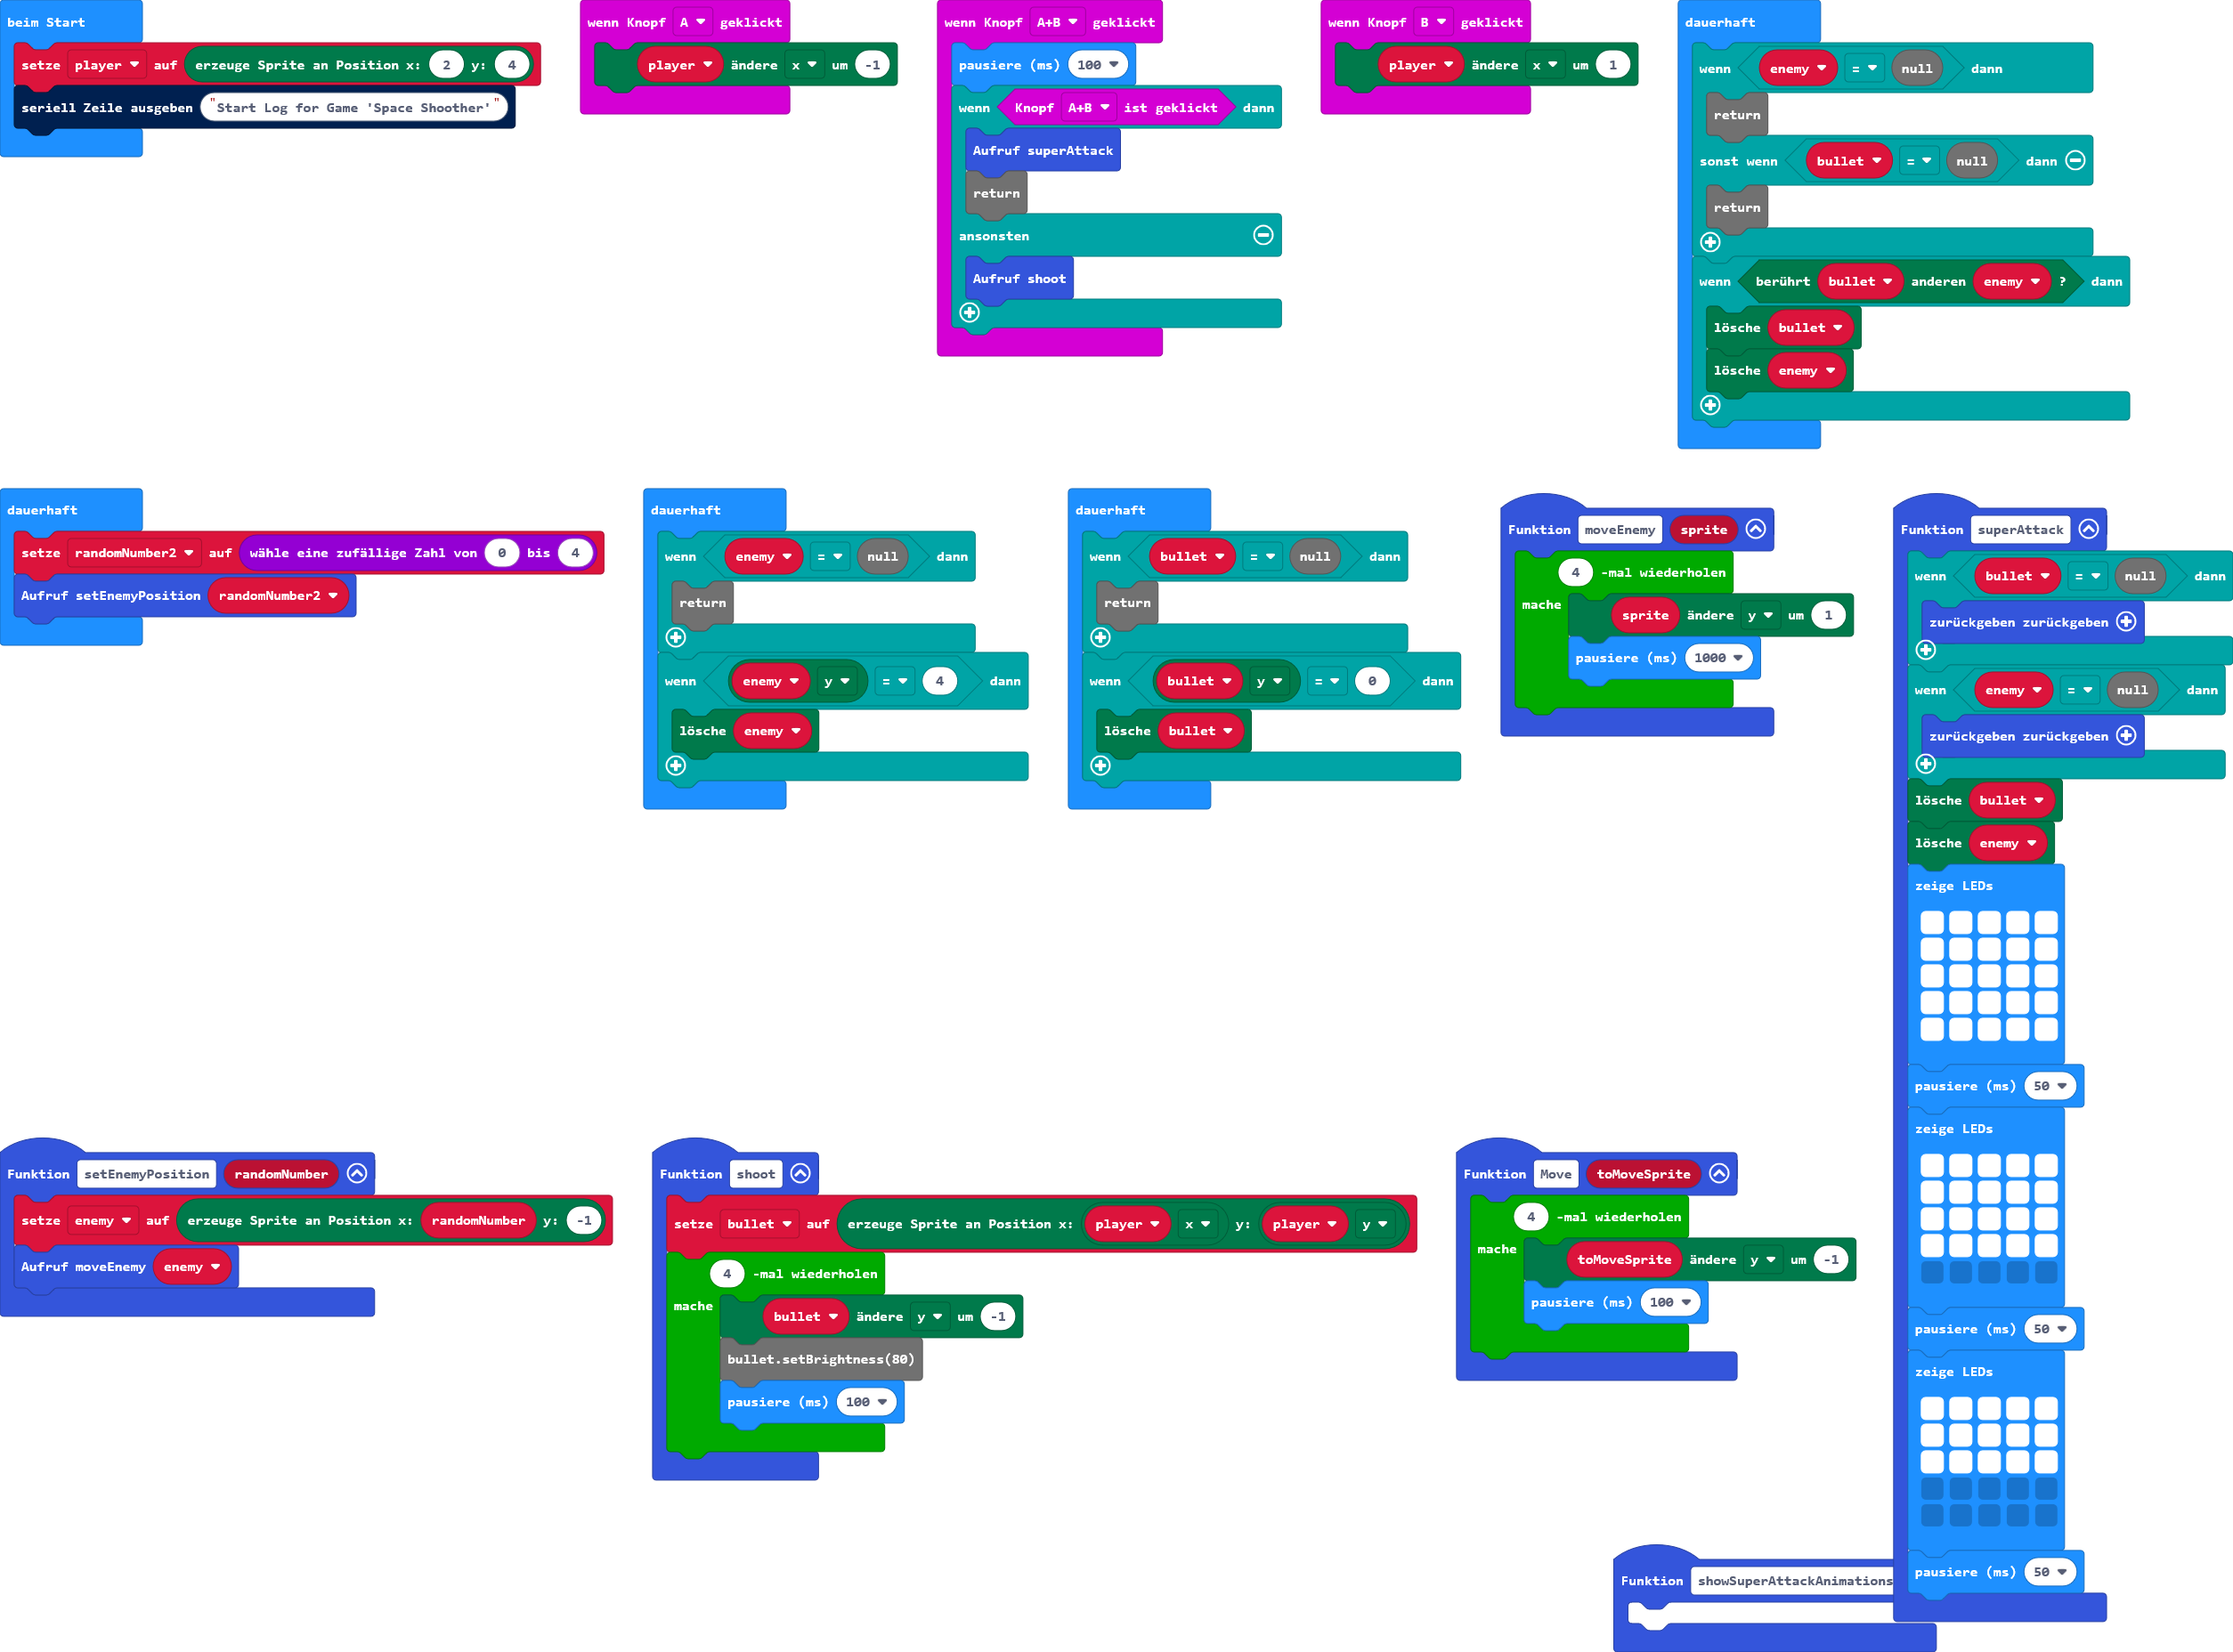 beim Start
setze player auf erzeuge Sprite an Position x: 2 y: 4
seriell Zeile ausgeben "Start Log for Game 'Space Shoother'"
wenn Knopf A geklickt
player ändere x um -1
wenn Knopf A+B geklickt
pausiere (ms) 100
wenn Knopf A+B ist geklickt dann
Aufruf superAttack
return
ansonsten
Aufruf shoot
wenn Knopf B geklickt
player ändere x um 1
dauerhaft
wenn enemy = null dann
return
sonst wenn bullet = null dann
return
wenn berührt bullet anderen enemy ? dann
lösche bullet
lösche enemy
dauerhaft
setze randomNumber2 auf wähle eine zufällige Zahl von 0 bis 4
Aufruf setEnemyPosition randomNumber2
dauerhaft
wenn enemy = null dann
return
wenn enemy y = 4 dann
lösche enemy
dauerhaft
wenn bullet = null dann
return
wenn bullet y = 0 dann
lösche bullet
Funktion moveEnemy sprite
4 -mal wiederholen
mache sprite ändere y um 1
pausiere (ms) 1000
Funktion superAttack
wenn bullet = null dann
zurückgeben zurückgeben
wenn enemy = null dann
zurückgeben zurückgeben
lösche bullet
lösche enemy
zeige LEDs
pausiere (ms) 50
zeige LEDs
pausiere (ms) 50
zeige LEDs
pausiere (ms) 50
Funktion setEnemyPosition randomNumber
setze enemy auf erzeuge Sprite an Position x: randomNumber y: -1
Aufruf moveEnemy enemy
Funktion shoot
setze bullet auf erzeuge Sprite an Position x: player x y: player y
4 -mal wiederholen
mache bullet ändere y um -1
bullet.setBrightness(80)
pausiere (ms) 100
Funktion Move toMoveSprite
4 -mal wiederholen
mache toMoveSprite ändere y um -1
pausiere (ms) 100
Funktion showSuperAttackAnimations